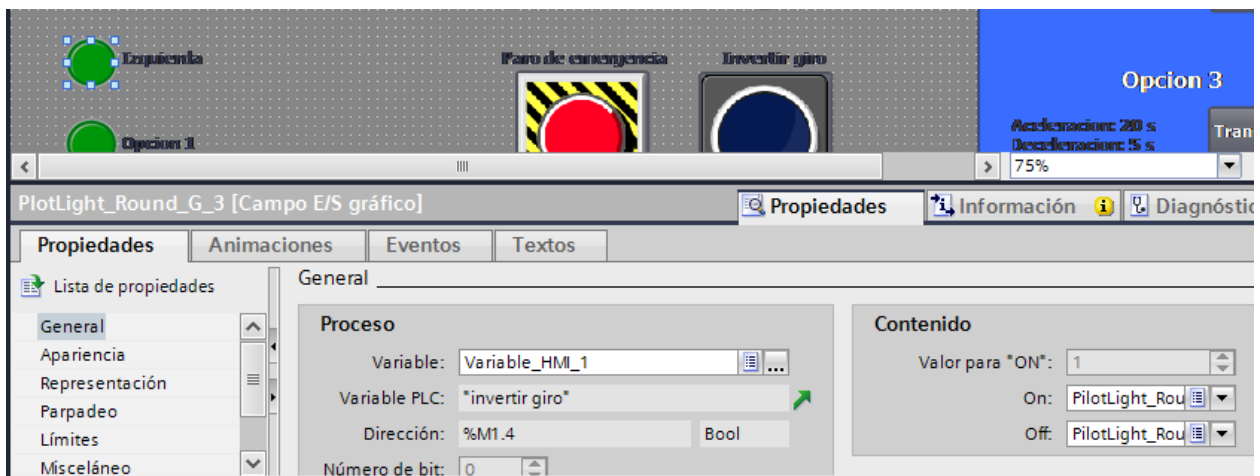 Izquierda
Paro de emergencia
Invertir giro
Opcion 3
Opcion 1
Aceleracion: 20 s
Tran
Deceleracion: 5 s
75%
PlotLight_Round_G_3 [Campo E/S gráfico]
Propiedades
Información
Diagnóstic
Propiedades
Animaciones
Eventos
Textos
Lista de propiedades
General
General
Proceso
Contenido
Apariencia
Variable:
Variable_HMI_1
...
Valor para "ON":
1
Representación
Variable PLC:
"invertir giro"
On:
PilotLight_Rou
Parpadeo
Límites
Dirección:
%M1.4
Bool
Off:
PilotLight_Rou
Misceláneo
Número de bit:
0